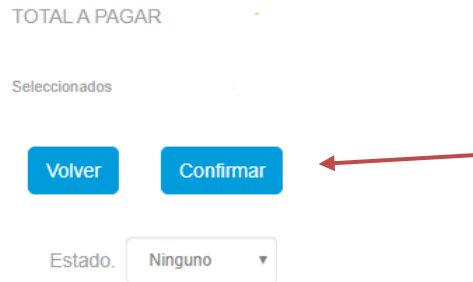 TOTAL A PAGAR
Seleccionados
Volver Confirmar
Estado. Ninguno